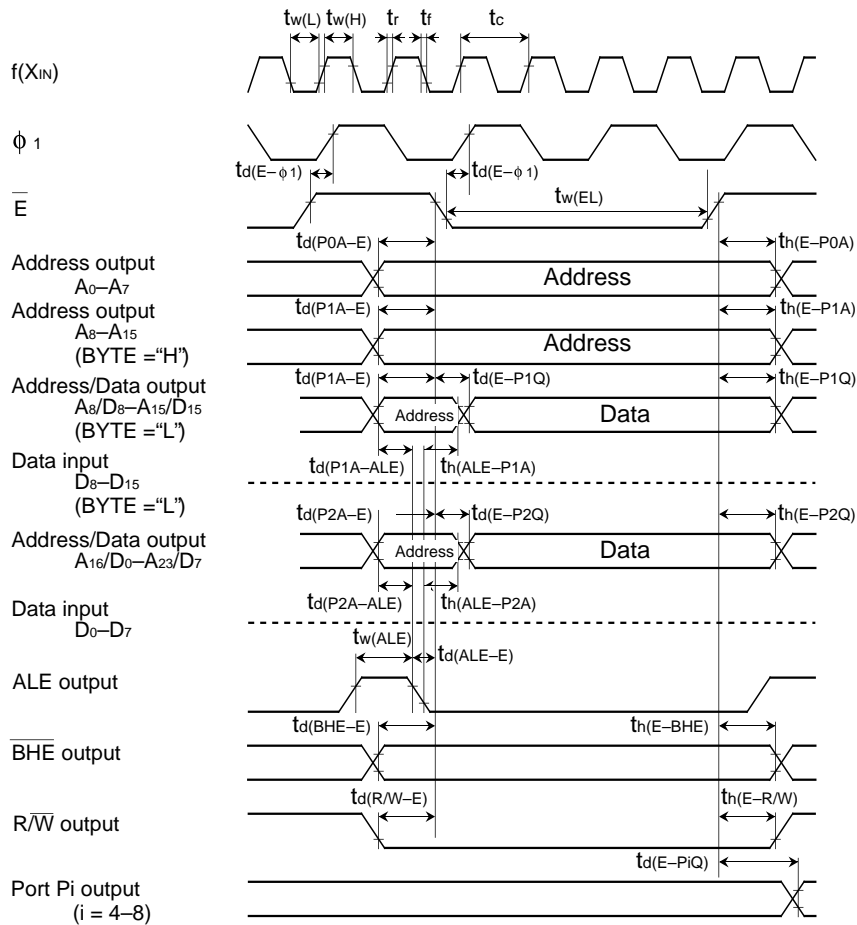 tw(L) tw(H) tr tf tc
f(XIN)
ϕ 1
td(E–ϕ1) td(E–ϕ1)
E tw(EL)
td(P0A–E) th(E–P0A)
Address output
A0–A7
Address
Address output td(P1A–E) th(E–P1A)
A8–A15
(BYTE =“H”)
Address
Address/Data output td(P1A–E) td(E–P1Q) th(E–P1Q)
A8/D8–A15/D15
(BYTE =“L”)
Address Data
td(P1A–ALE) th(ALE–P1A)
Data input
D8–D15
(BYTE =“L”)
td(P2A–E) td(E–P2Q) th(E–P2Q)
Address/Data output
A16/D0–A23/D7
Address Data
td(P2A–ALE) th(ALE–P2A)
Data input
D0–D7
tw(ALE) td(ALE–E)
ALE output
td(BHE–E) th(E–BHE)
BHE output
td(R/W–E) th(E–R/W)
R/W output
td(E–PiQ)
Port Pi output
(i = 4–8)